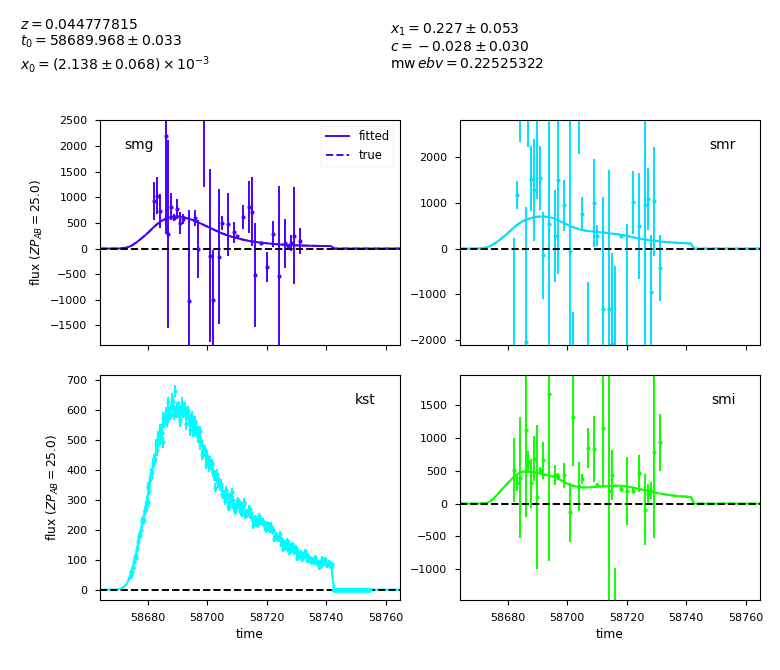 z = 0.044777815
t₀ = 58689.968 ± 0.033
x₀ = (2.138 ± 0.068) × 10⁻³
x₁ = 0.227 ± 0.053
c = −0.028 ± 0.030
mw ebv = 0.22525322
smg
fitted
true
2500
2000
1500
1000
500
0
−500
−1000
−1500
flux (ZP_AB = 25.0)
smr
2000
1000
0
−1000
−2000
kst
700
600
500
400
300
200
100
0
flux (ZP_AB = 25.0)
58680 58700 58720 58740 58760
time
smi
1500
1000
500
0
−500
−1000
58680 58700 58720 58740 58760
time